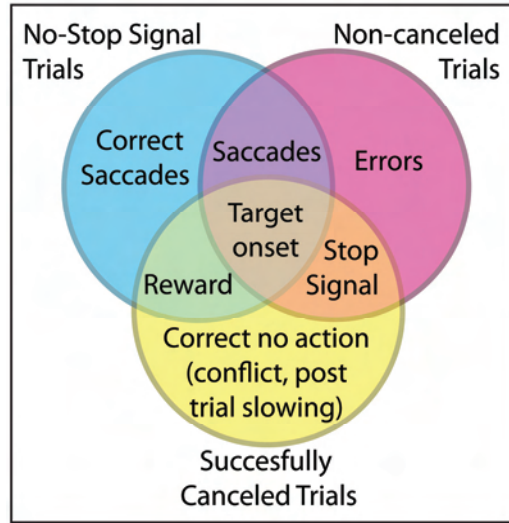 No-Stop Signal
Trials
Non-canceled
Trials
Correct
Saccades
Saccades
Errors
Target
onset
Reward
Stop
Signal
Correct no action
(conflict, post
trial slowing)
Succesfully
Canceled Trials